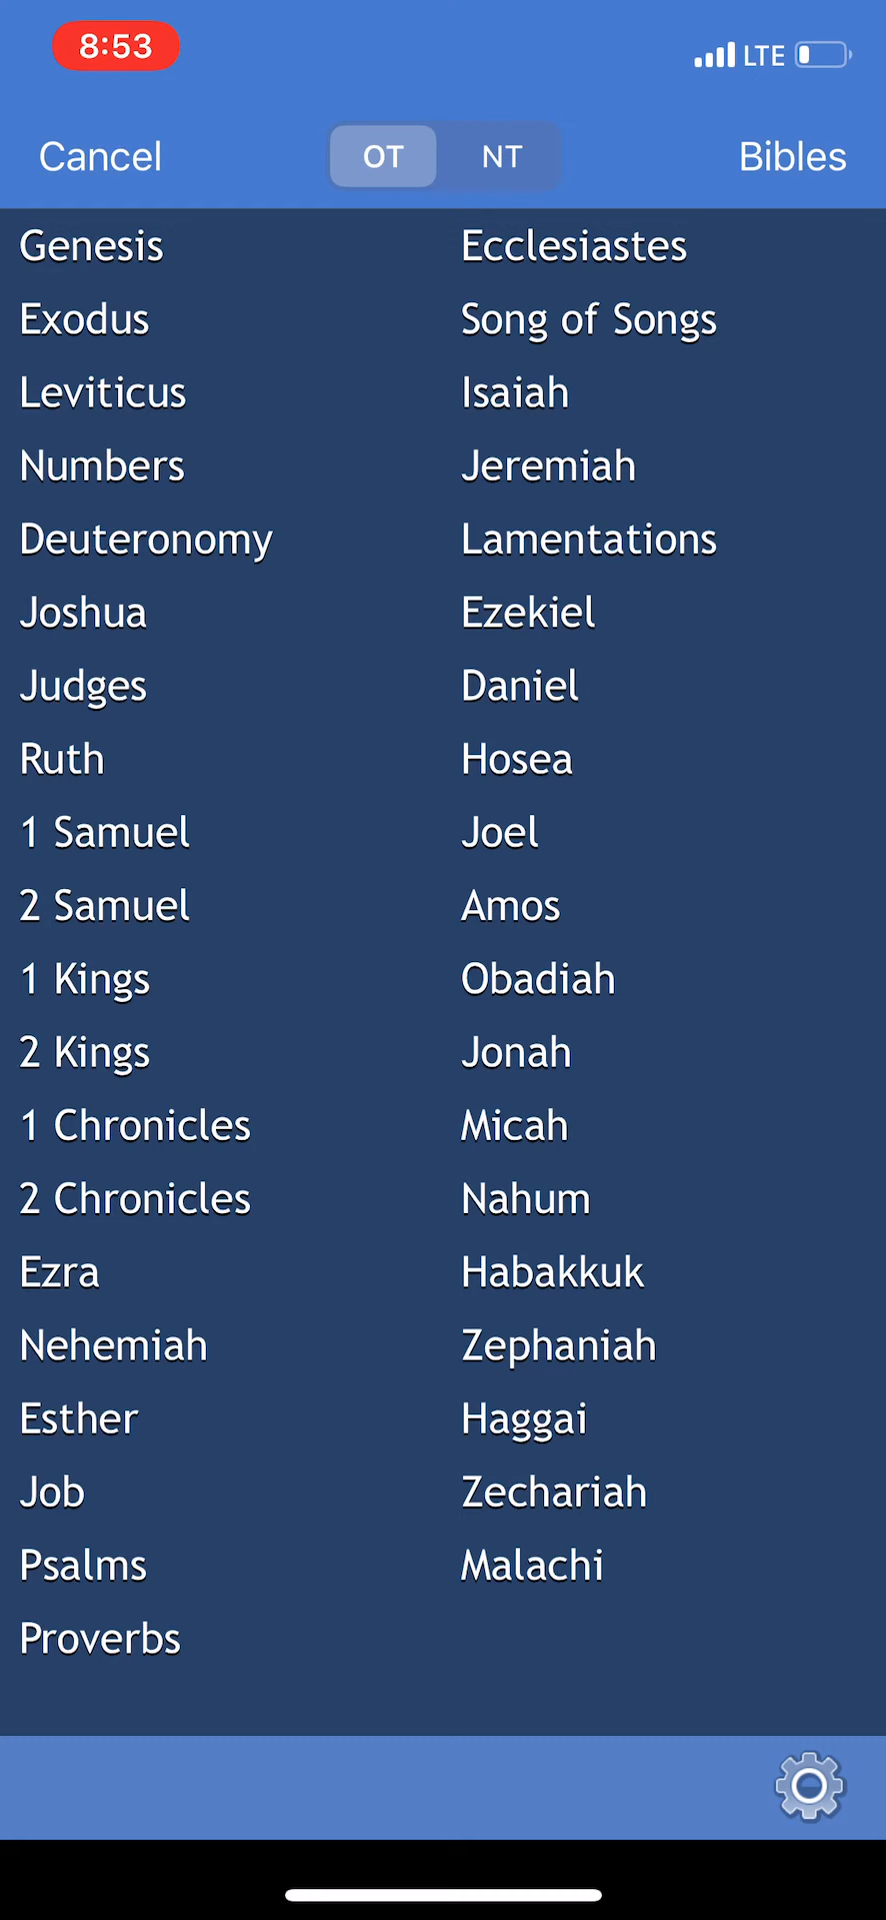 8:53
LTE
Cancel
OT
NT
Bibles
Genesis
Exodus
Leviticus
Numbers
Deuteronomy
Joshua
Judges
Ruth
1 Samuel
2 Samuel
1 Kings
2 Kings
1 Chronicles
2 Chronicles
Ezra
Nehemiah
Esther
Job
Psalms
Proverbs
Ecclesiastes
Song of Songs
Isaiah
Jeremiah
Lamentations
Ezekiel
Daniel
Hosea
Joel
Amos
Obadiah
Jonah
Micah
Nahum
Habakkuk
Zephaniah
Haggai
Zechariah
Malachi